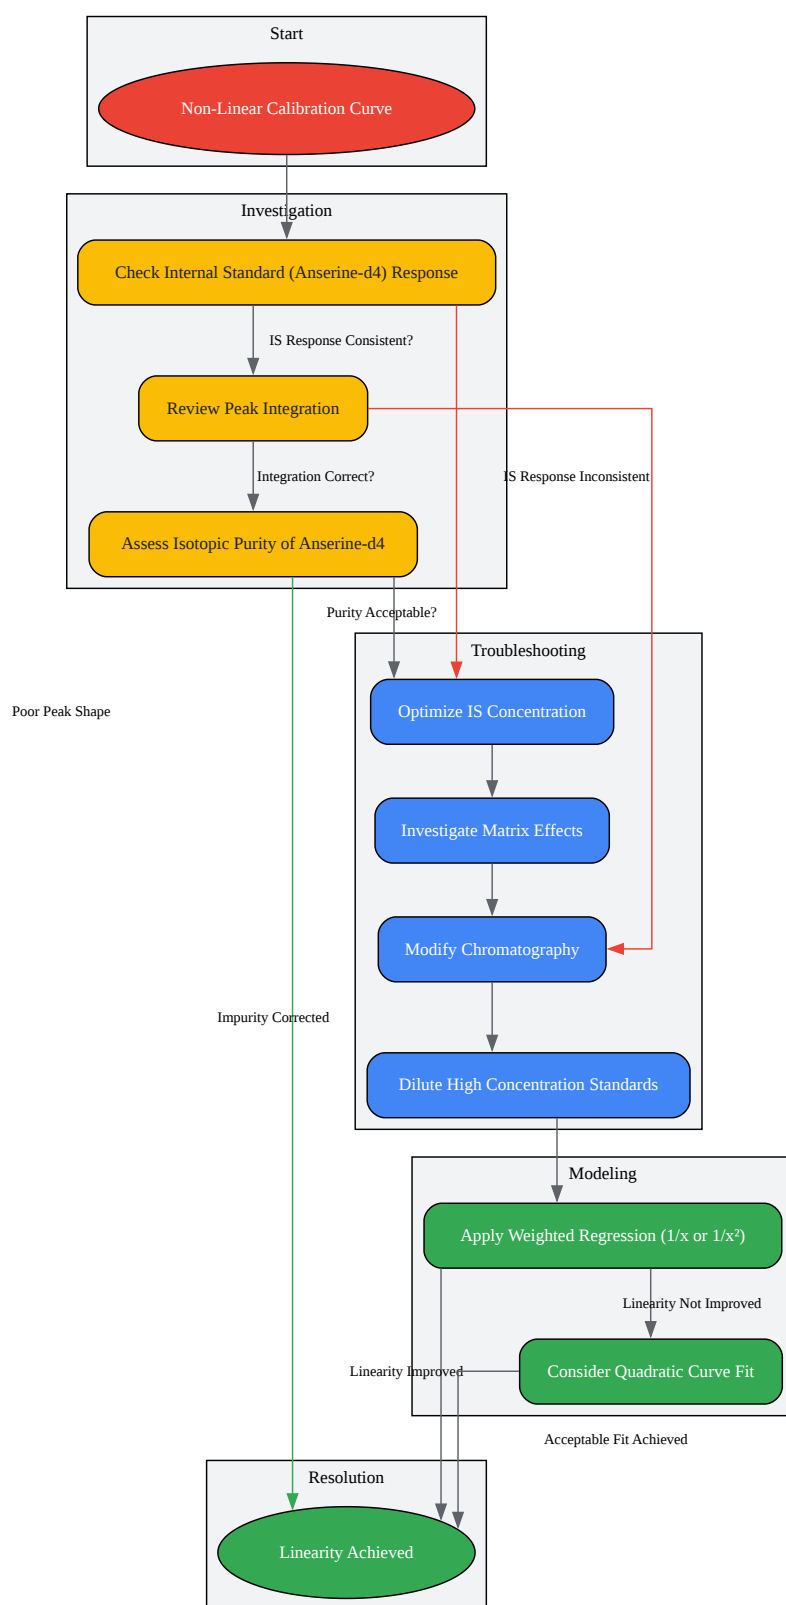 Start
Non-Linear Calibration Curve
Investigation
Check Internal Standard (Anserine-d4) Response
IS Response Consistent?
Review Peak Integration
Integration Correct?
IS Response Inconsistent
Assess Isotopic Purity of Anserine-d4
Purity Acceptable?
Troubleshooting
Poor Peak Shape
Optimize IS Concentration
Investigate Matrix Effects
Modify Chromatography
Impurity Corrected
Dilute High Concentration Standards
Modeling
Apply Weighted Regression (1/x or 1/x²)
Linearity Not Improved
Linearity Improved
Consider Quadratic Curve Fit
Acceptable Fit Achieved
Resolution
Linearity Achieved